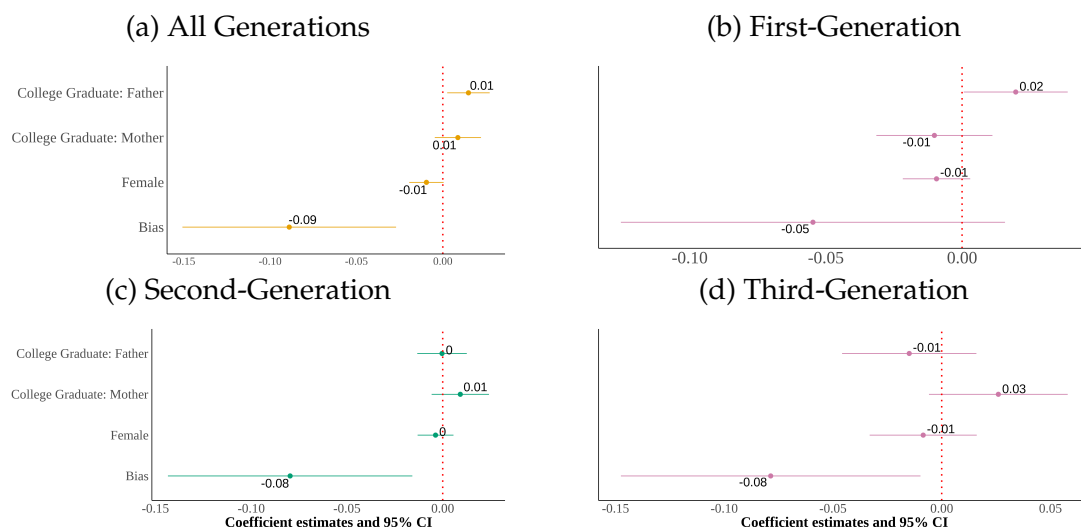 (a) All Generations
College Graduate: Father
0.01
College Graduate: Mother
0.01
Female
-0.01
Bias
-0.09
-0.15 -0.10 -0.05 0.00
(b) First-Generation
0.02
-0.01
-0.01
-0.05
-0.10 -0.05 0.00
(c) Second-Generation
College Graduate: Father
0
College Graduate: Mother
0.01
Female
0
Bias
-0.08
-0.15 -0.10 -0.05 0.00
Coefficient estimates and 95% CI
(d) Third-Generation
-0.01
0.03
-0.01
-0.08
-0.15 -0.10 -0.05 0.00 0.05
Coefficient estimates and 95% CI